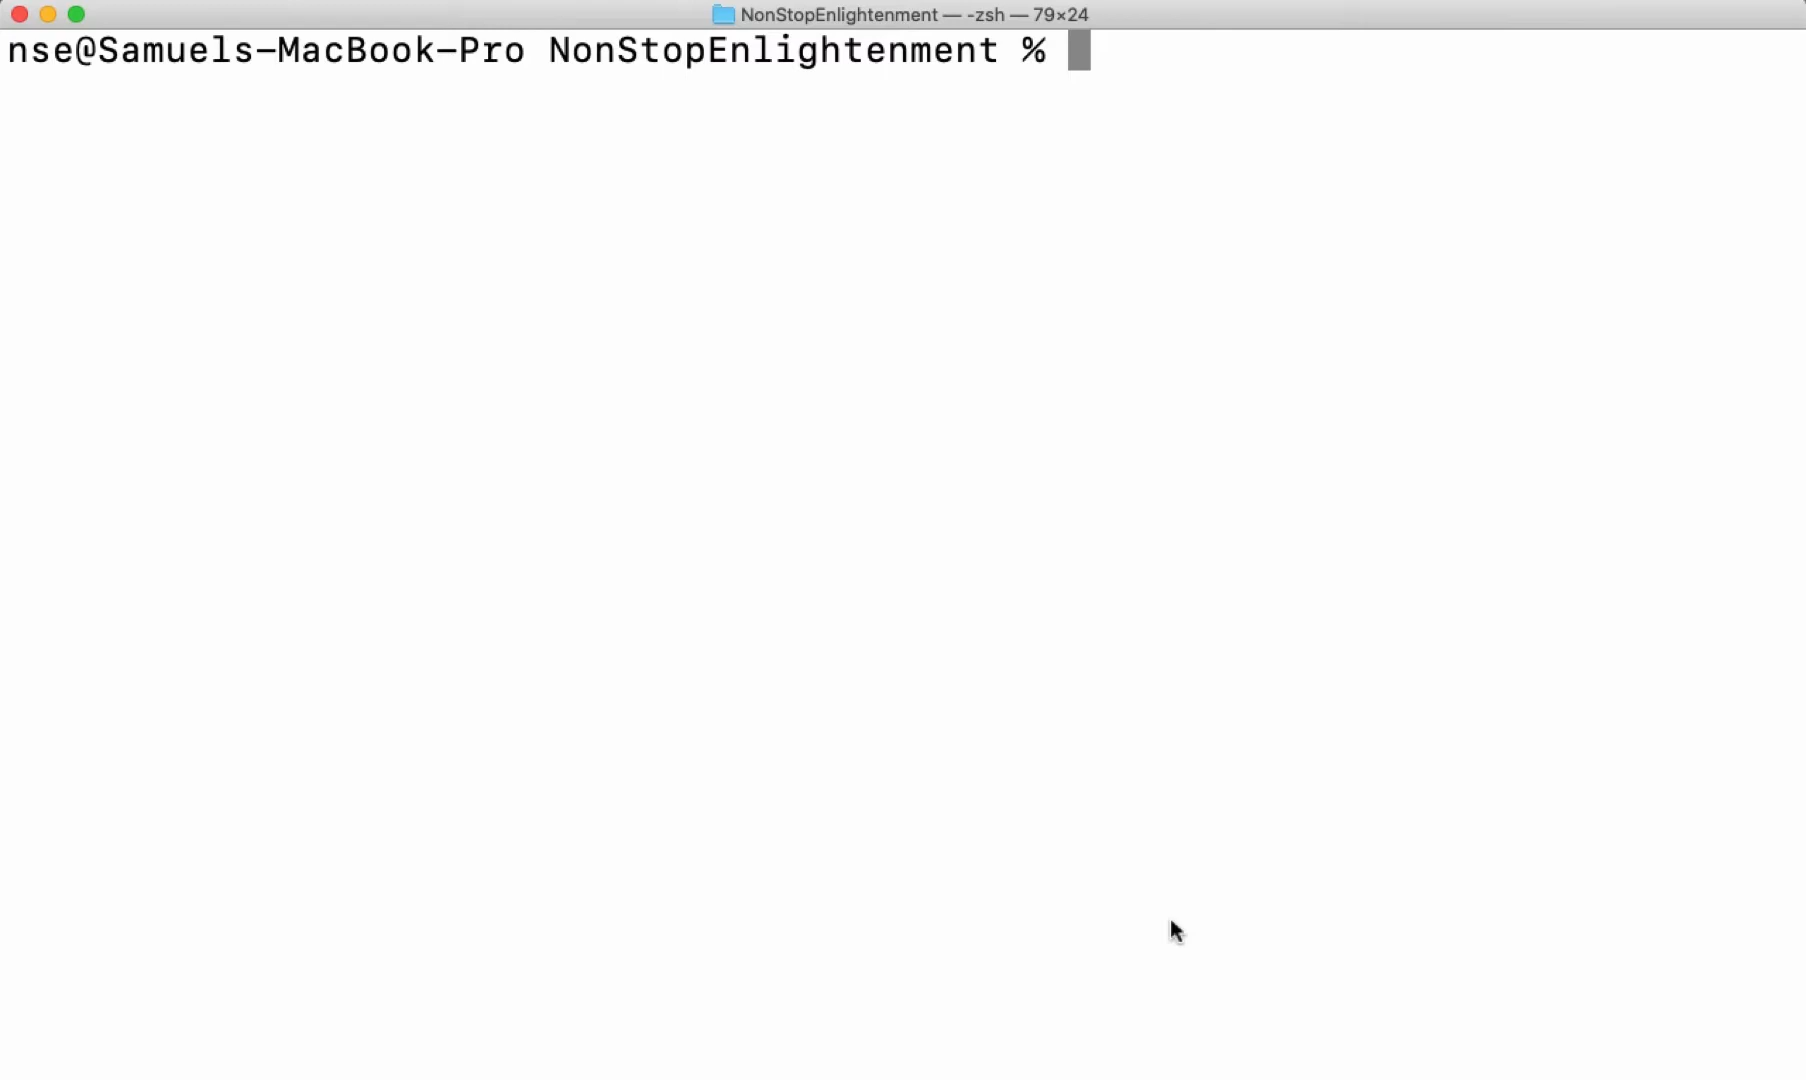 NonStopEnlightenment — -zsh — 79×24
nse@Samuels-MacBook-Pro NonStopEnlightenment %